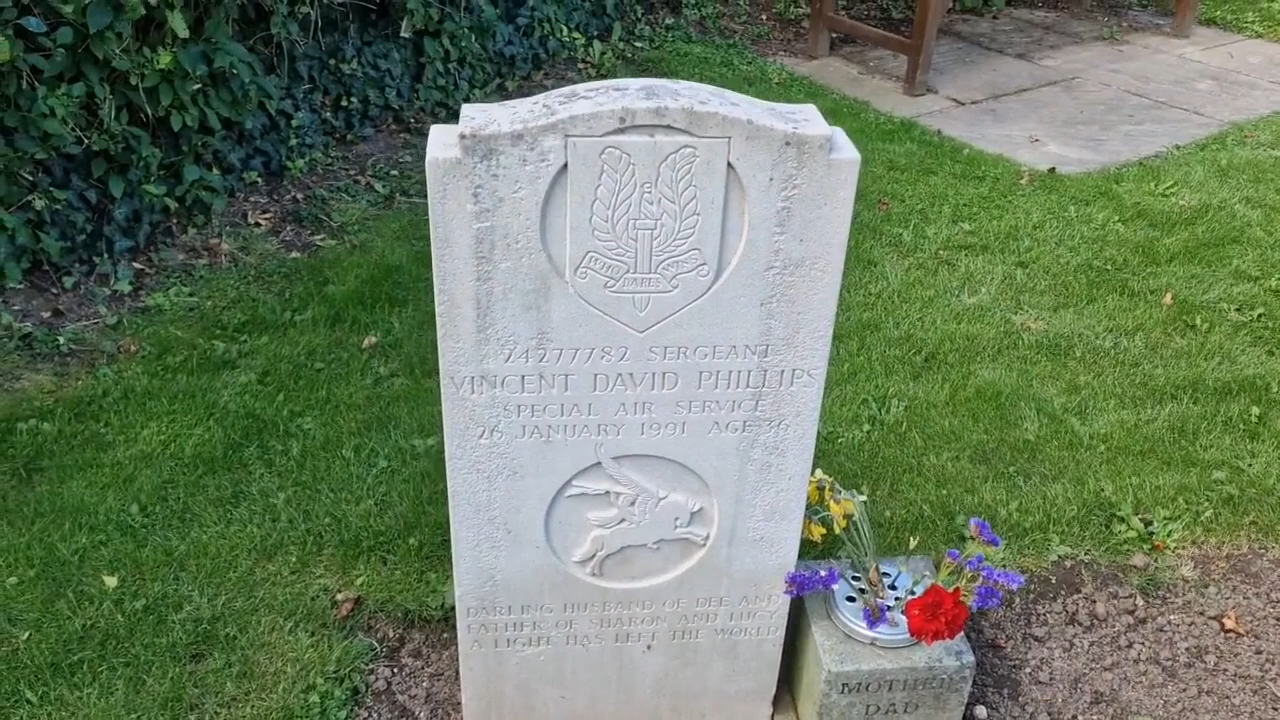 WHO DARES WINS
24277782 SERGEANT
VINCENT DAVID PHILLIPS
SPECIAL AIR SERVICE
26 JANUARY 1991 AGE 36
DARLING HUSBAND OF DEE AND
FATHER OF SHARON AND LUCY
A LIGHT HAS LEFT THE WORLD
MOTHER
DAD